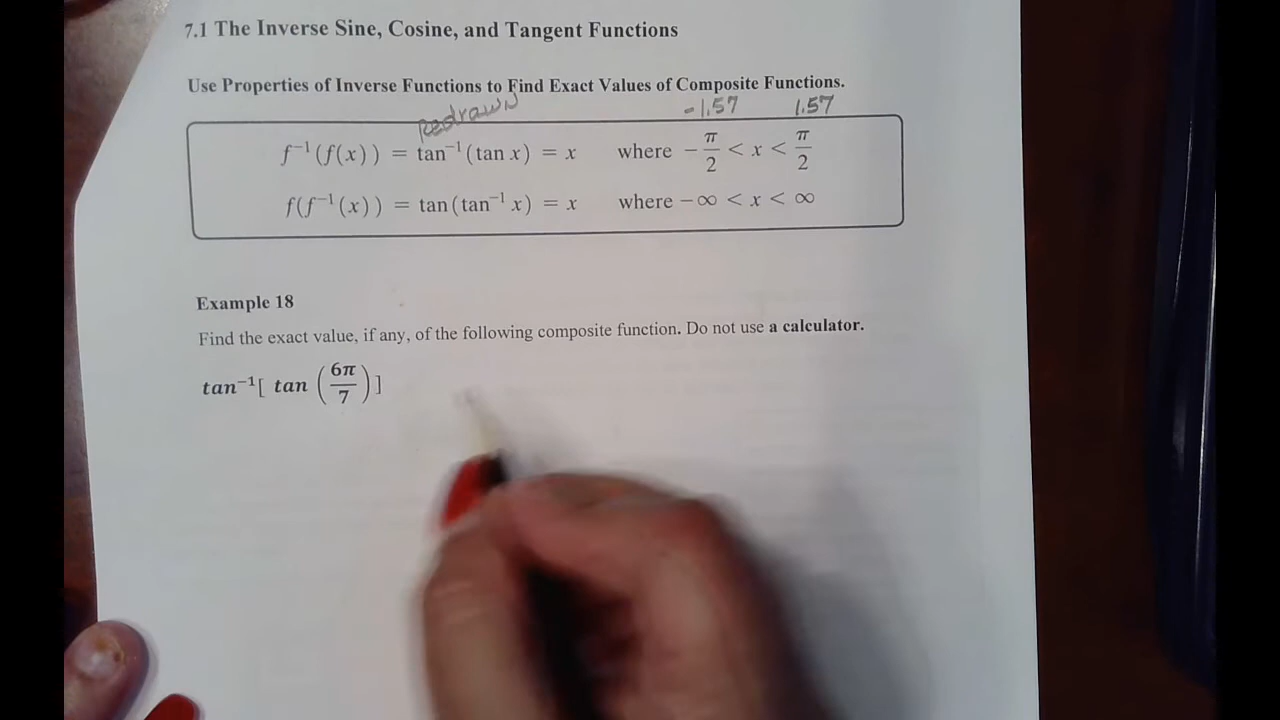 7.1 The Inverse Sine, Cosine, and Tangent Functions
Use Properties of Inverse Functions to Find Exact Values of Composite Functions.
Redrawn -1.57 1.57
f⁻¹(f(x)) = tan⁻¹(tan x) = x where -π/2 < x < π/2
f(f⁻¹(x)) = tan(tan⁻¹ x) = x where -∞ < x < ∞
Example 18
Find the exact value, if any, of the following composite function. Do not use a calculator.
tan⁻¹[ tan (6π/7)]